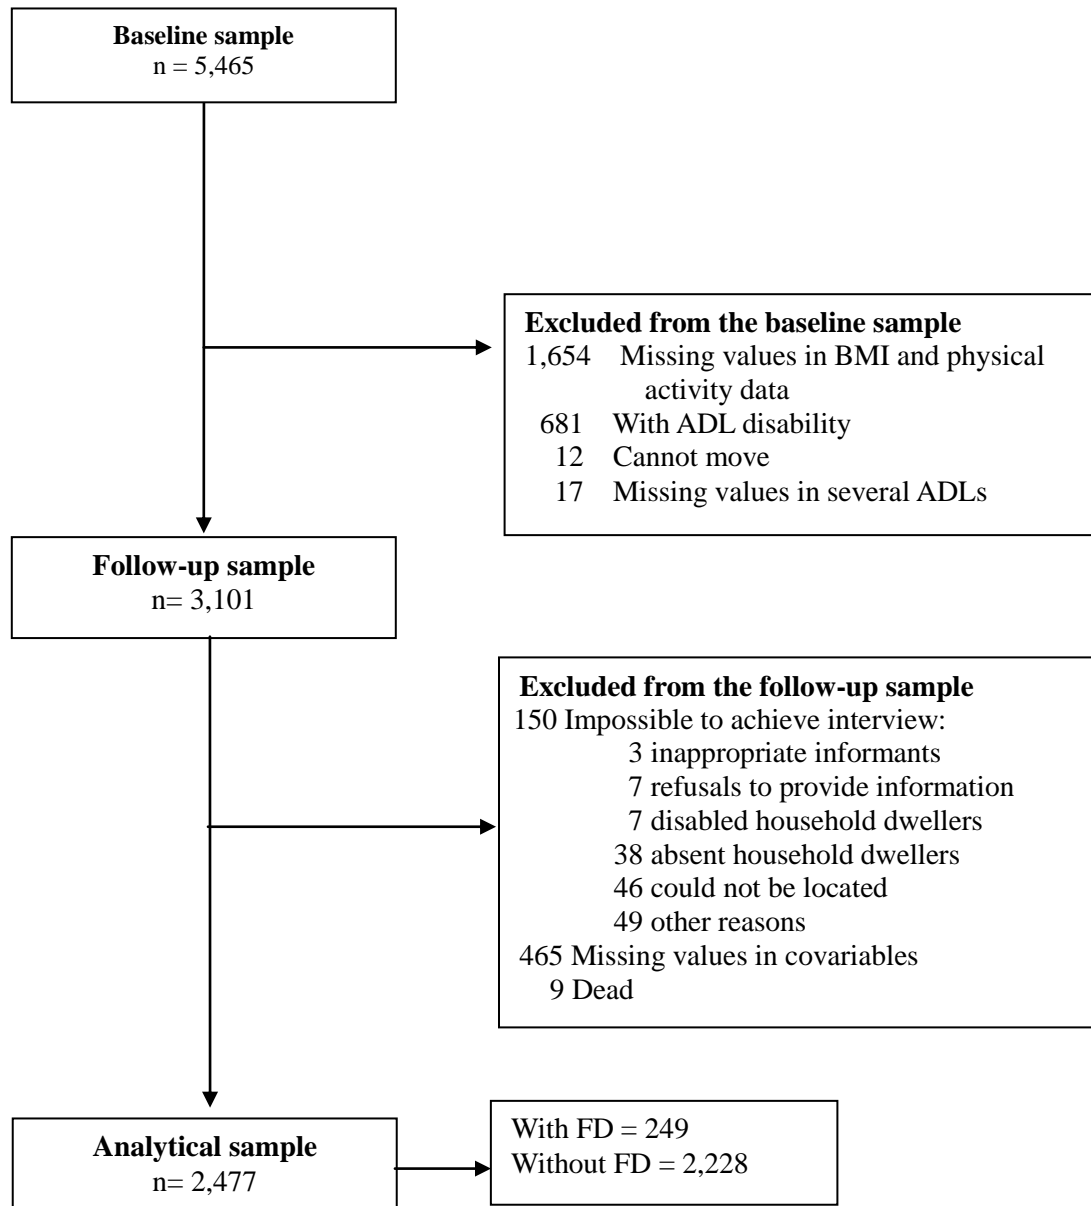 Baseline sample
n = 5,465
Excluded from the baseline sample
1,654 Missing values in BMI and physical
activity data
681 With ADL disability
12 Cannot move
17 Missing values in several ADLs
Follow-up sample
n= 3,101
Excluded from the follow-up sample
150 Impossible to achieve interview:
3 inappropriate informants
7 refusals to provide information
7 disabled household dwellers
38 absent household dwellers
46 could not be located
49 other reasons
465 Missing values in covariables
9 Dead
Analytical sample
n= 2,477
With FD = 249
Without FD = 2,228